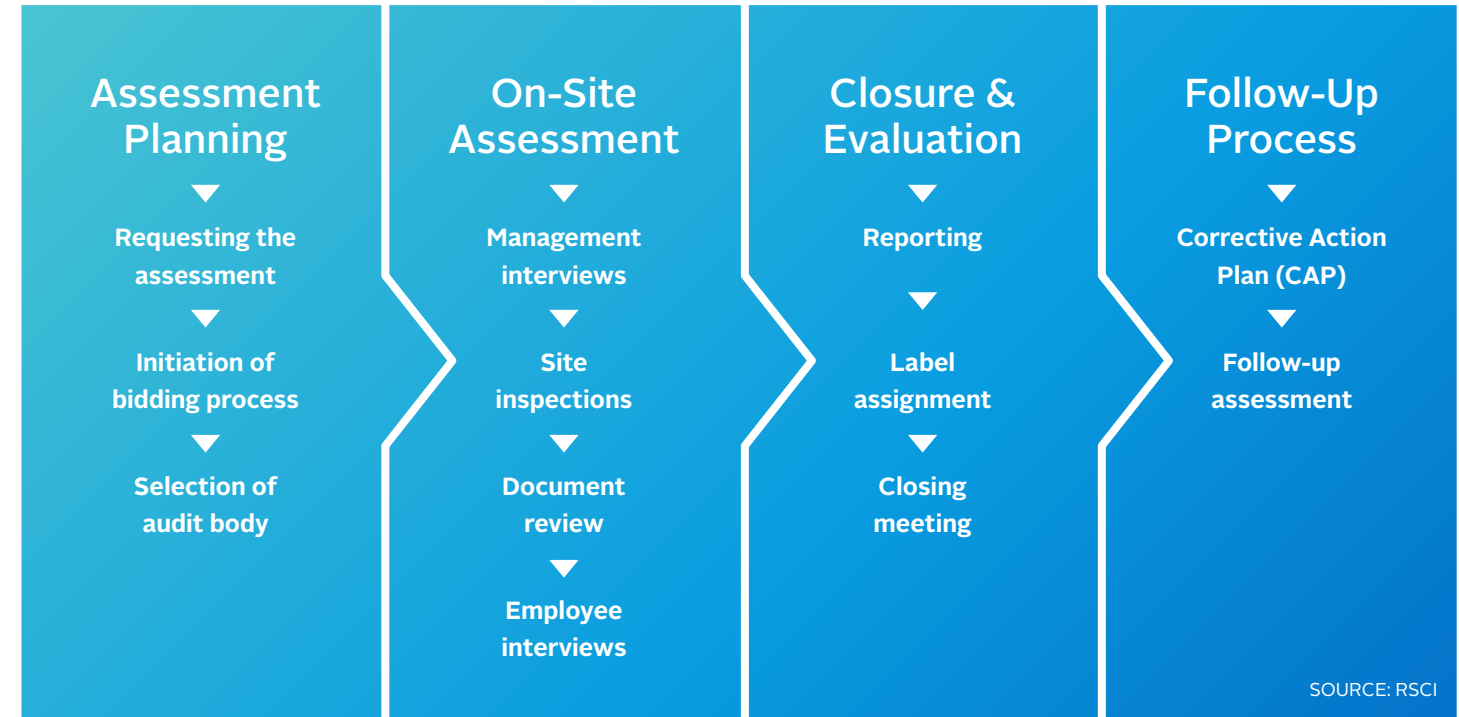 Assessment
Planning
Requesting the
assessment
Initiation of
bidding process
Selection of
audit body
On-Site
Assessment
Management
interviews
Site
inspections
Document
review
Employee
interviews
Closure &
Evaluation
Reporting
Label
assignment
Closing
meeting
Follow-Up
Process
Corrective Action
Plan (CAP)
Follow-up
assessment
SOURCE: RSCI